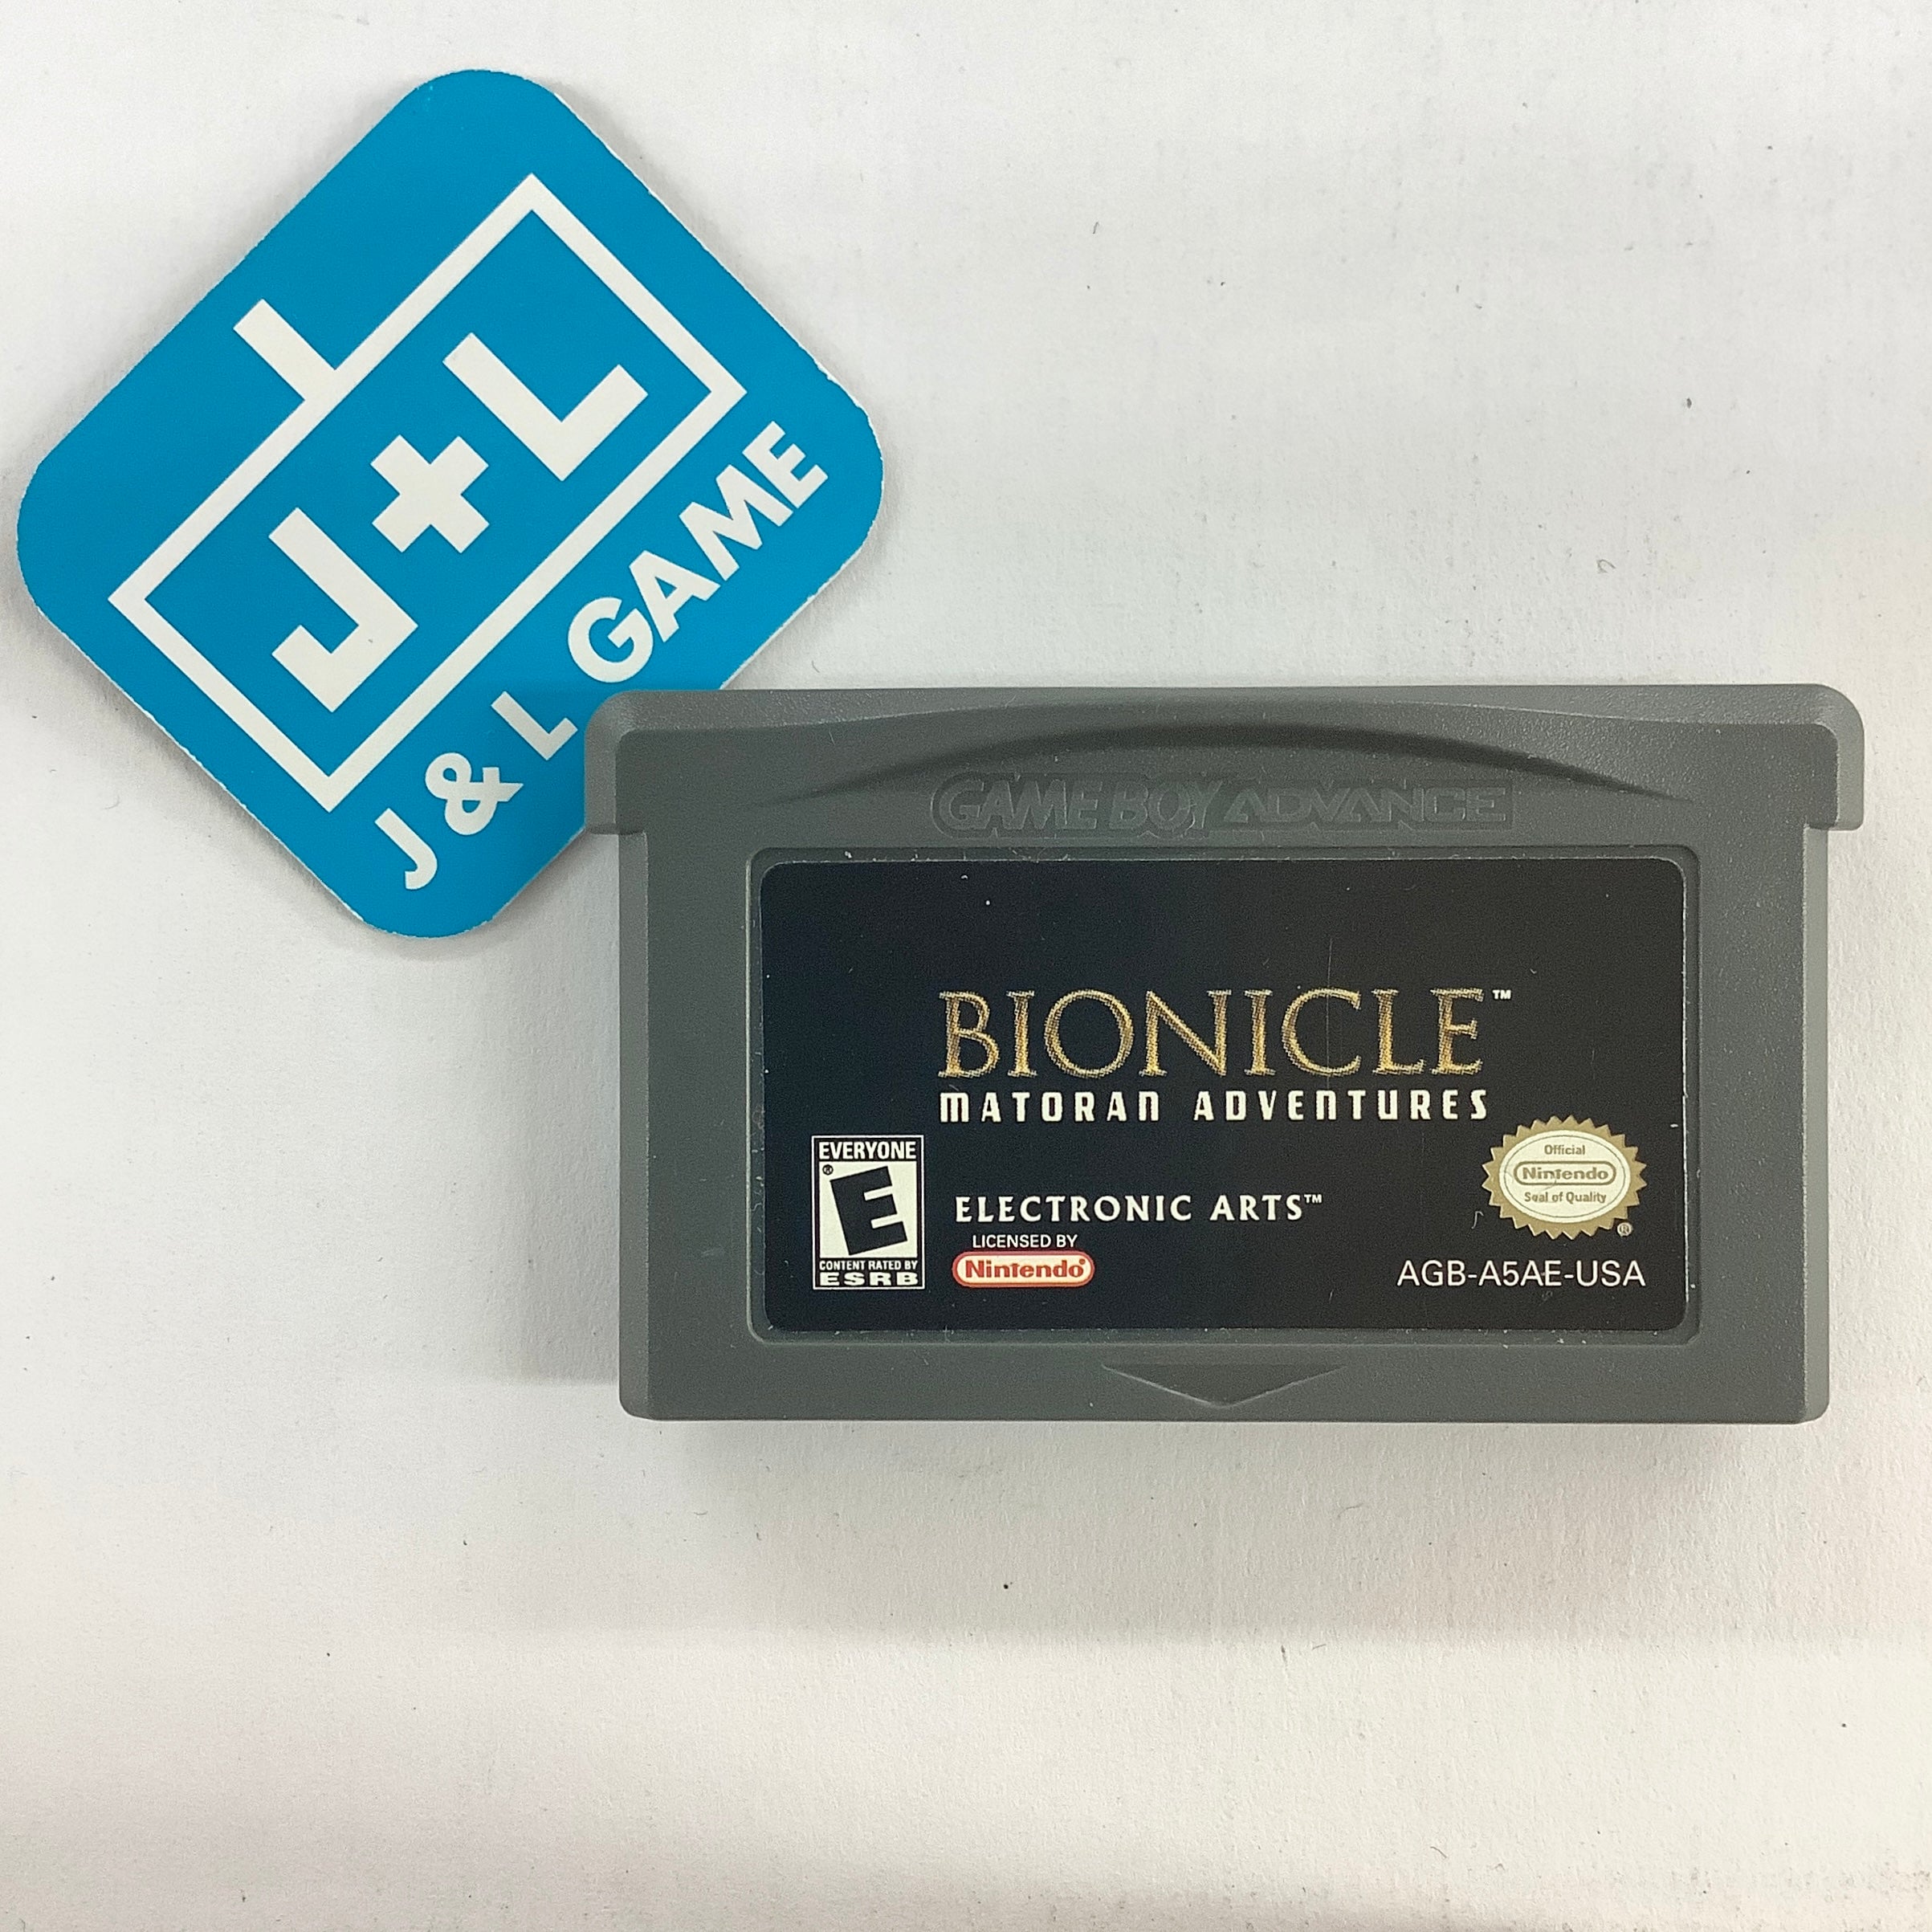 J+L
J & L GAME
GAME BOY ADVANCE
BIONICLE™
MATORAN ADVENTURES
EVERYONE
E®
CONTENT RATED BY
ESRB
ELECTRONIC ARTS™
LICENSED BY
Nintendo®
Official
Nintendo
Seal of Quality
®
AGB-A5AE-USA